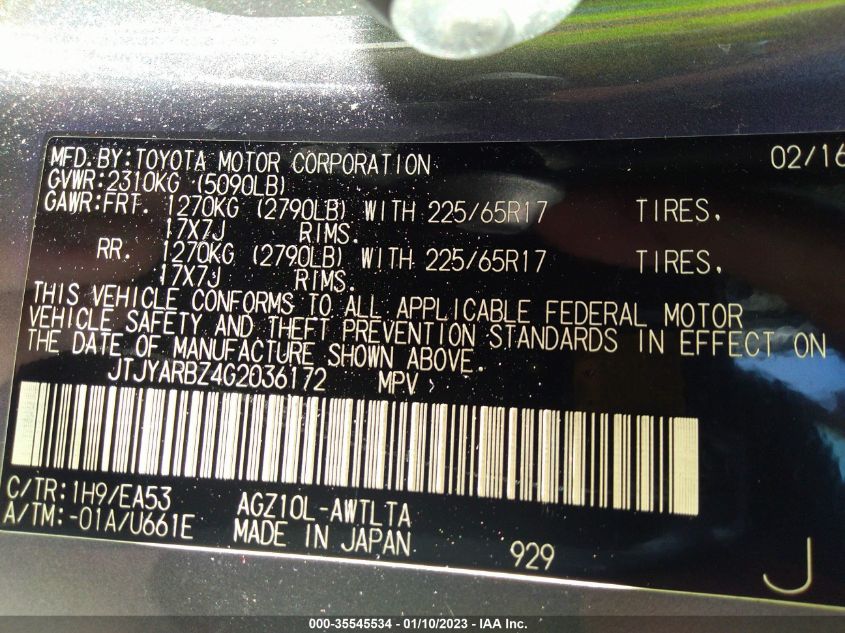 MFD.BY:TOYOTA MOTOR CORPORATION 02/16
GVWR:2310KG (5090LB)
GAWR:FRT. 1270KG (2790LB) WITH 225/65R17 TIRES,
17X7J RIMS.
RR. 1270KG (2790LB) WITH 225/65R17 TIRES,
17X7J RIMS.
THIS VEHICLE CONFORMS TO ALL APPLICABLE FEDERAL MOTOR
VEHICLE SAFETY AND THEFT PREVENTION STANDARDS IN EFFECT ON
THE DATE OF MANUFACTURE SHOWN ABOVE.
JTJYARBZ4G2036172 MPV
C/TR:1H9/EA53 AGZ10L-AWTLTA
A/TM:-01A/U661E MADE IN JAPAN 929 J
000-35545534 - 01/10/2023 - IAA Inc.